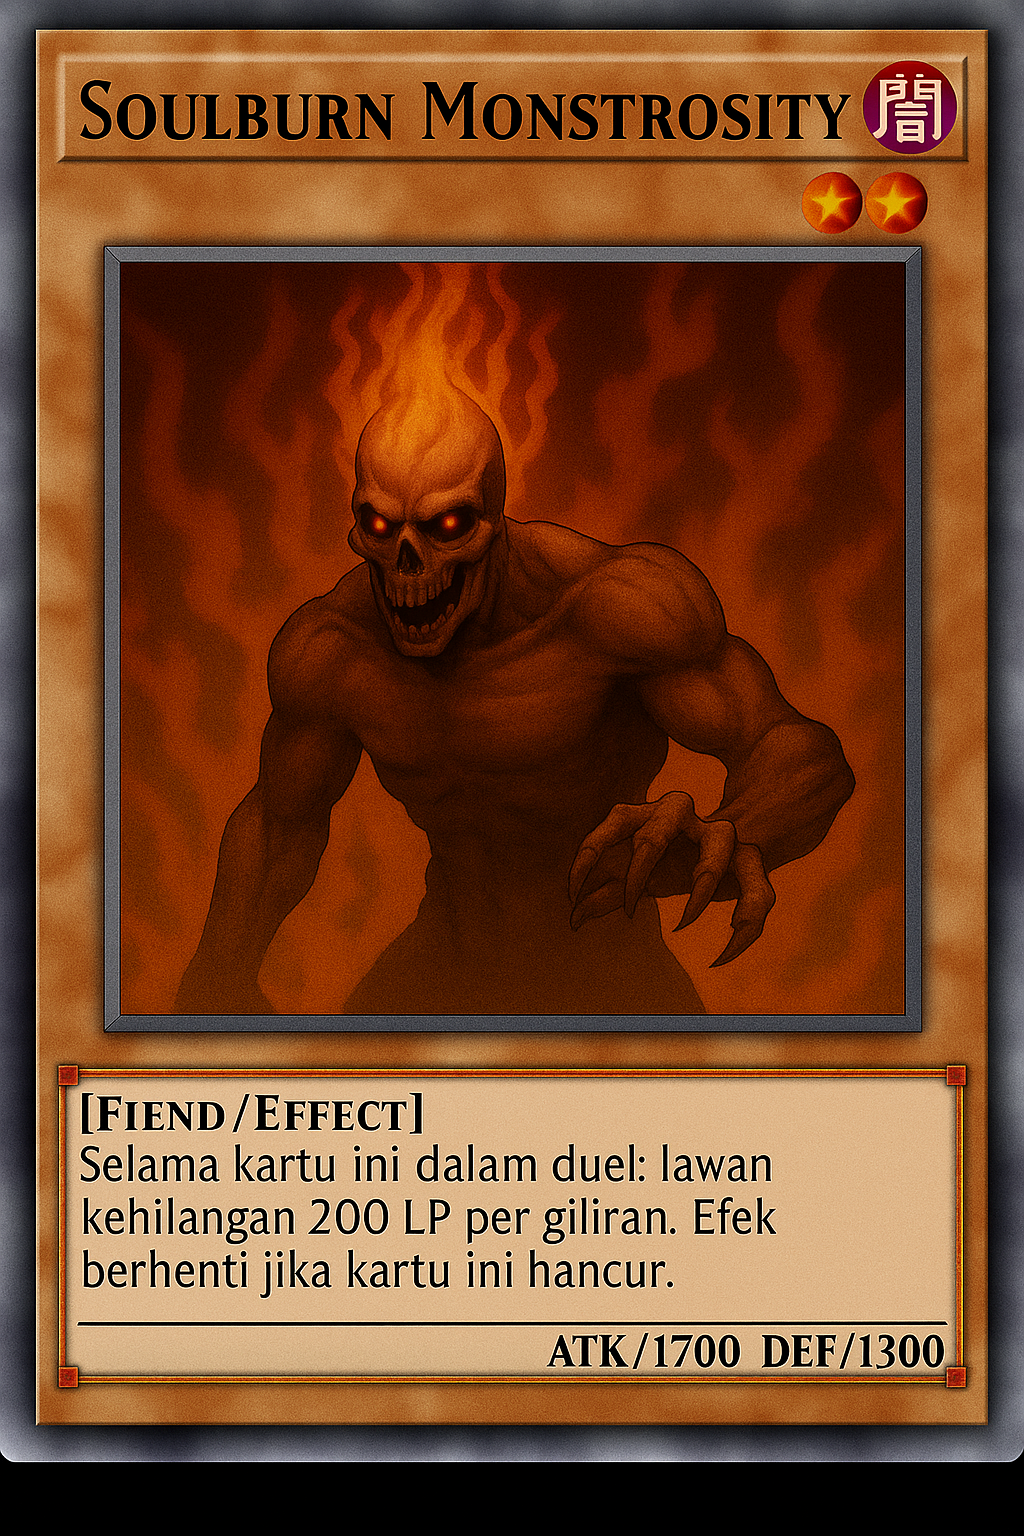 Soulburn Monstrosity 闇
[Fiend/Effect]
Selama kartu ini dalam duel: lawan
kehilangan 200 LP per giliran. Efek
berhenti jika kartu ini hancur.
ATK/1700 DEF/1300